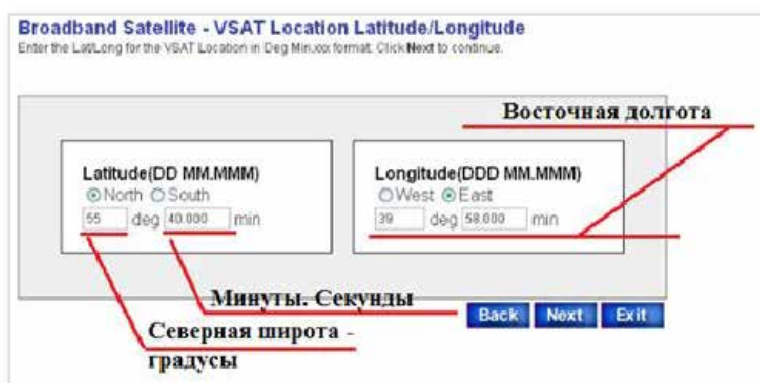 Broadband Satellite - VSAT Location Latitude/Longitude
Enter the Lat/Long for the VSAT Location in Deg Min.xxx format. Click Next to continue.
Восточная долгота
Latitude(DD MM.MMM)
North South
55 deg 40.000 min
Longitude(DDD MM.MMM)
West East
39 deg 58.000 min
Минуты. Секунды
Северная широта -
градусы
Back Next Exit